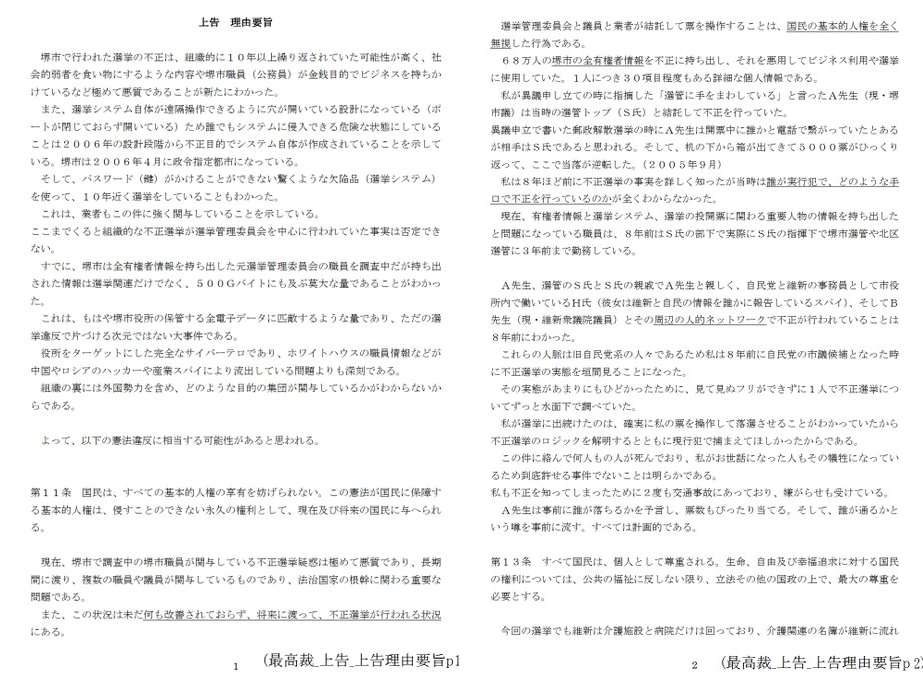 上告　理由要旨
堺市で行われた選挙の不正は、組織的に１０年以上繰り返されていた可能性が高く、社
会的弱者を食い物にするような内容や堺市職員（公務員）が金銭目的でビジネスを持ちか
けているなど極めて悪質であることが新たにわかった。
また、選挙システム自体が遠隔操作できるように穴が開いている設計になっている（ポ
ートが閉じておらず開いている）ため誰でもシステムに侵入できる危険な状態にしている
ことは２００６年の設計段階から不正目的でシステム自体が作成されていることを示して
いる。堺市は２００６年４月に政令指定都市になっている。
そして、パスワード（鍵）がかけることができない驚くような欠陥品（選挙システム）
を使って、１０年近く選挙をしていることもわかった。
これは、業者もこの件に強く関与していることを示している。
ここまでくると組織的な不正選挙が選挙管理委員会を中心に行われていた事実は否定でき
ない。
すでに、堺市は全有権者情報を持ち出した元選挙管理委員会の職員を調査中だが持ち出
された情報は選挙関連だけでなく、５００Ｇバイトにも及ぶ莫大な量であることがわかっ
た。
これは、もはや堺市役所の保管する全電子データに匹敵するような量であり、ただの選
挙違反で片づける次元ではない大事件である。
役所をターゲットにした完全なサイバーテロであり、ホワイトハウスの職員情報などが
中国やロシアのハッカーや産業スパイにより流出している問題よりも深刻である。
組織の裏には外国勢力を含め、どのような目的の集団が関与しているかがわからないか
らである。
よって、以下の憲法違反に相当する可能性があると思われる。
第１１条　国民は、すべての基本的人権の享有を妨げられない。この憲法が国民に保障す
る基本的人権は、侵すことのできない永久の権利として、現在及び将来の国民に与へられ
る。
現在、堺市で調査中の堺市職員が関与している不正選挙疑惑は極めて悪質であり、長期
間に渡り、複数の職員や議員が関与しているものであり、法治国家の根幹に関わる重要な
問題である。
また、この状況は未だ何も改善されておらず、将来に渡って、不正選挙が行われる状況
にある。
1
(最高裁_上告_上告理由要旨p1
選挙管理委員会と議員と業者が結託して票を操作することは、国民の基本的人権を全く
無視した行為である。
６８万人の堺市の全有権者情報を不正に持ち出し、それを悪用してビジネス利用や選挙
に使用していた。１人につき３０項目程度もある詳細な個人情報である。
私が異議申し立ての時に指摘した「選管に手をまわしている」と言ったＡ先生（現・堺
市議）は当時の選管トップ（Ｓ氏）と結託して不正を行っていた。
異議申立で書いた郵政解散選挙の時にＡ先生は開票中に誰かと電話で繋がっていたとある
が相手はＳ氏であると思われる。そして、机の下から箱が出てきて５０００票がひっくり
返って、ここで当落が逆転した。（２００５年９月）
私は８年ほど前に不正選挙の事実を詳しく知ったが当時は誰が実行犯で、どのような手
口で不正を行っているのかが全くわからなかった。
現在、有権者情報と選挙システム、選挙の投開票に関わる重要人物の情報を持ち出した
と問題になっている職員は、８年前はＳ氏の部下で実際にＳ氏の指揮下で堺市選管や北区
選管に３年前まで勤務している。
Ａ先生、選管のＳ氏とＳ氏の親戚でＡ先生と親しく、自民党と維新の事務員として市役
所内で働いているＨ氏（彼女は維新と自民の情報を誰かに報告しているスパイ）、そしてＢ
先生（現・維新衆議院議員）とその周辺の人的ネットワークで不正が行われていることは
８年前にわかった。
これらの人脈は旧自民党系の人々であるため私は８年前に自民党の市議候補となった時
に不正選挙の実態を垣間見ることになった。
その実態があまりにもひどかったために、見て見ぬフリができずに１人で不正選挙につ
いてずっと水面下で調べていた。
私が選挙に出続けたのは、確実に私の票を操作して落選させることがわかっていたから
不正選挙のロジックを解明するとともに現行犯で捕まえてほしかったからである。
この件に絡んで何人もの人が死んでおり、私がお世話になった人もその犠牲になってい
るため到底許せる事件でないことは明らかである。
私も不正を知ってしまったために２度も交通事故にあっており、嫌がらせも受けている。
Ａ先生は事前に誰が落ちるかを予言し、票数もぴったり当てる。そして、誰が通るかと
いう噂を事前に流す。すべては計画的である。
第１３条　すべて国民は、個人として尊重される。生命、自由及び幸福追求に対する国民
の権利については、公共の福祉に反しない限り、立法その他の国政の上で、最大の尊重を
必要とする。
今回の選挙でも維新は介護施設と病院だけは回っており、介護関連の名簿が維新に流れ
2
(最高裁_上告_上告理由要旨p2)